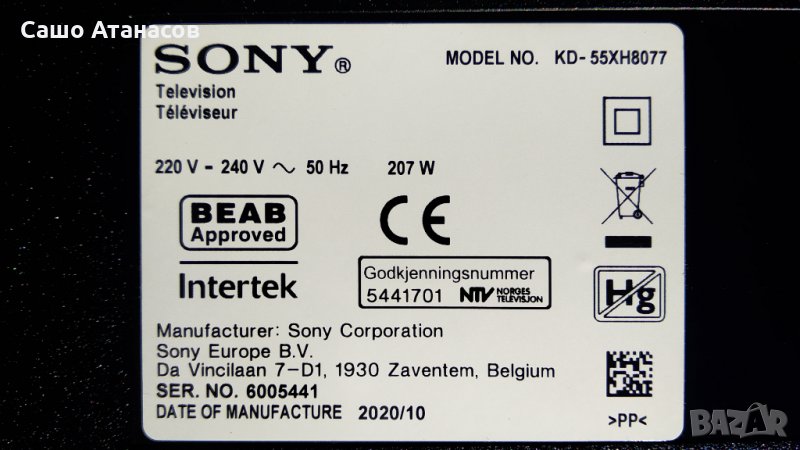 Сашо Атанасов
SONY®
MODEL NO. KD-55XH8077
Television
Téléviseur
220 V - 240 V ~ 50 Hz 207 W
BEAB
Approved
CE
Intertek
Godkjenningsnummer
5441701 NTV NORGES
TELEVISJON
Hg
Manufacturer: Sony Corporation
Sony Europe B.V.
Da Vincilaan 7-D1, 1930 Zaventem, Belgium
SER. NO. 6005441
DATE OF MANUFACTURE 2020/10
>PP<
BAZAR